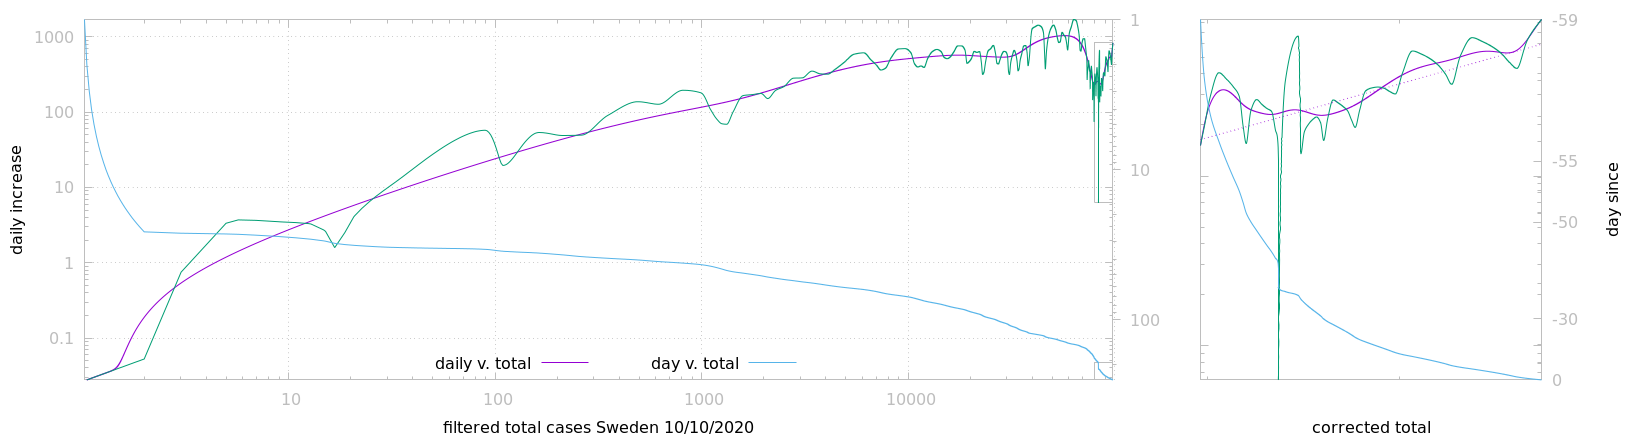 1000
100
10
1
0.1
daily increase
daily v. total
day v. total
10
100
1000
10000
filtered total cases Sweden 10/10/2020
1
10
100
-59
-55
-50
-30
0
day since
corrected total